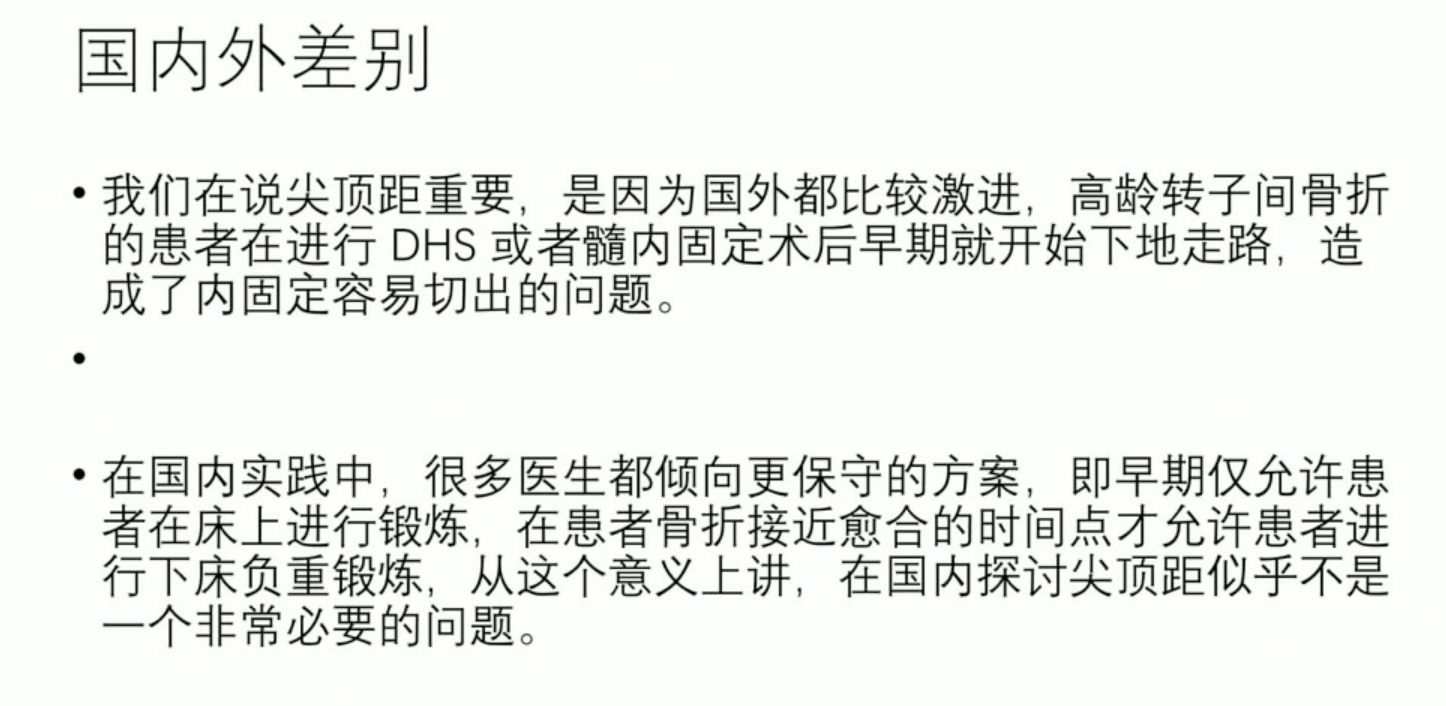 国内外差别
• 我们在说尖顶距重要，是因为国外都比较激进，高龄转子间骨折
的患者在进行 DHS 或者髓内固定术后早期就开始下地走路，造
成了内固定容易切出的问题。
•
• 在国内实践中，很多医生都倾向更保守的方案，即早期仅允许患
者在床上进行锻炼，在患者骨折接近愈合的时间点才允许患者进
行下床负重锻炼，从这个意义上讲，在国内探讨尖顶距似乎不是
一个非常必要的问题。